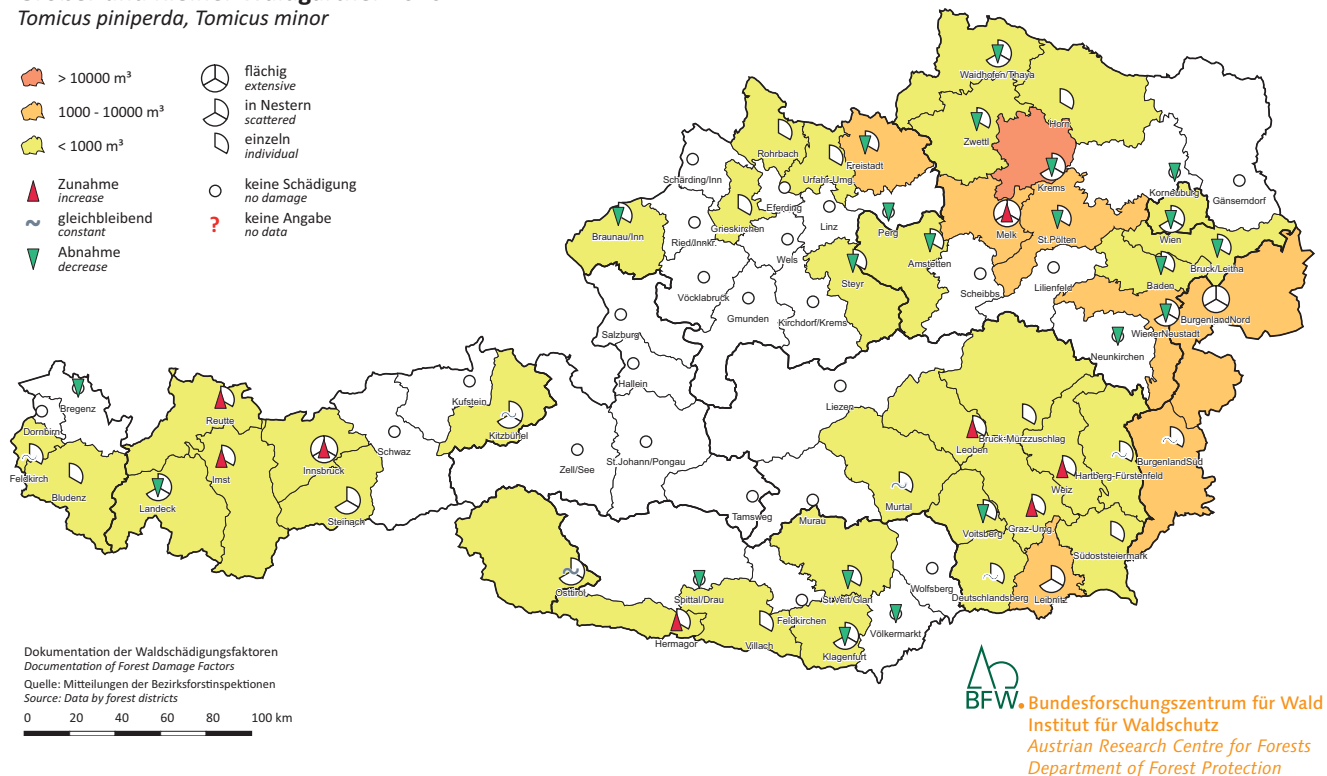 Tomicus piniperda, Tomicus minor
> 10000 m³
1000 - 10000 m³
< 1000 m³
flächig
extensive
in Nestern
scattered
einzeln
individual
Zunahme
increase
gleichbleibend
constant
Abnahme
decrease
keine Schädigung
no damage
? keine Angabe
no data
Waidhofen/Thaya
Horn
Zwettl
Krems
Rohrbach
Urfahr-Umg.
Freistadt
Schärding/Inn
Eferding
Grieskirchen
Linz
Perg
Braunau/Inn
Ried/Innkr.
Wels
Steyr
Amstetten
Melk
St.Pölten
Korneuburg
Gänserndorf
Wien
Bruck/Leitha
Baden
Scheibbs
Lilienfeld
Vöcklabruck
Gmunden
Kirchdorf/Krems
WienerNeustadt
BurgenlandNord
Neunkirchen
Salzburg
Hallein
Liezen
Bregenz
Dornbirn
Feldkirch
Bludenz
Reutte
Imst
Landeck
Innsbruck
Steinach
Schwaz
Kufstein
Kitzbühel
Zell/See
St.Johann/Pongau
Tamsweg
Murau
Murtal
Leoben
Bruck-Mürzzuschlag
Weiz
Hartberg-Fürstenfeld
BurgenlandSüd
Voitsberg
Graz-Umg.
Südoststeiermark
Deutschlandsberg
Leibnitz
Osttirol
Spittal/Drau
Hermagor
Villach
Feldkirchen
St.Veit/Glan
Klagenfurt
Völkermarkt
Wolfsberg
Dokumentation der Waldschädigungsfaktoren
Documentation of Forest Damage Factors
Quelle: Mitteilungen der Bezirksforstinspektionen
Source: Data by forest districts
0 20 40 60 80 100 km
BFW
Bundesforschungszentrum für Wald
Institut für Waldschutz
Austrian Research Centre for Forests
Department of Forest Protection